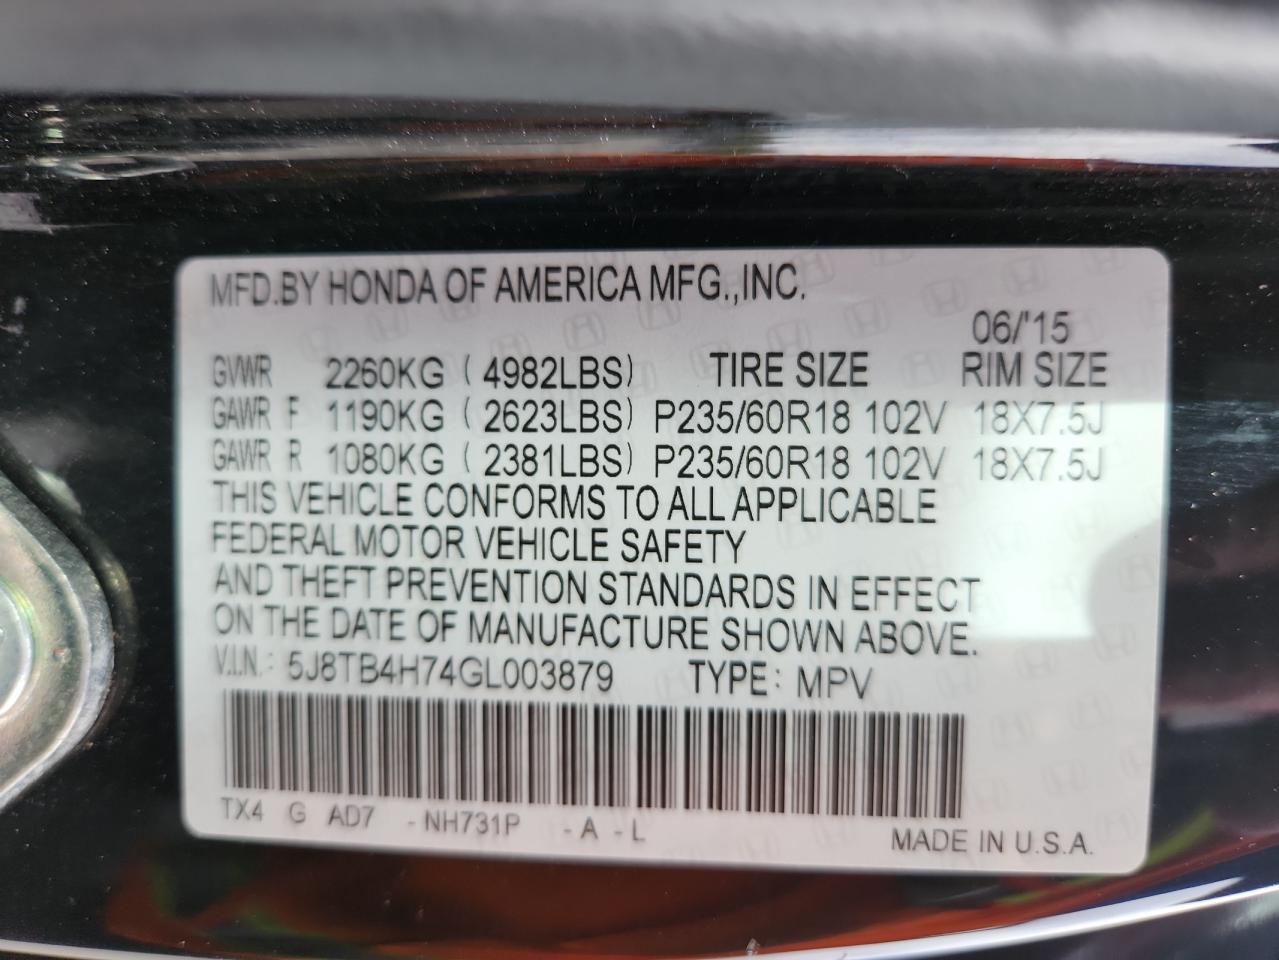 MFD.BY HONDA OF AMERICA MFG.,INC.
06/'15
GVWR 2260KG ( 4982LBS) TIRE SIZE RIM SIZE
GAWR F 1190KG ( 2623LBS) P235/60R18 102V 18X7.5J
GAWR R 1080KG ( 2381LBS) P235/60R18 102V 18X7.5J
THIS VEHICLE CONFORMS TO ALL APPLICABLE
FEDERAL MOTOR VEHICLE SAFETY
AND THEFT PREVENTION STANDARDS IN EFFECT
ON THE DATE OF MANUFACTURE SHOWN ABOVE.
V.I.N.: 5J8TB4H74GL003879 TYPE: MPV
TX4 G AD7 -NH731P -A -L
MADE IN U.S.A.